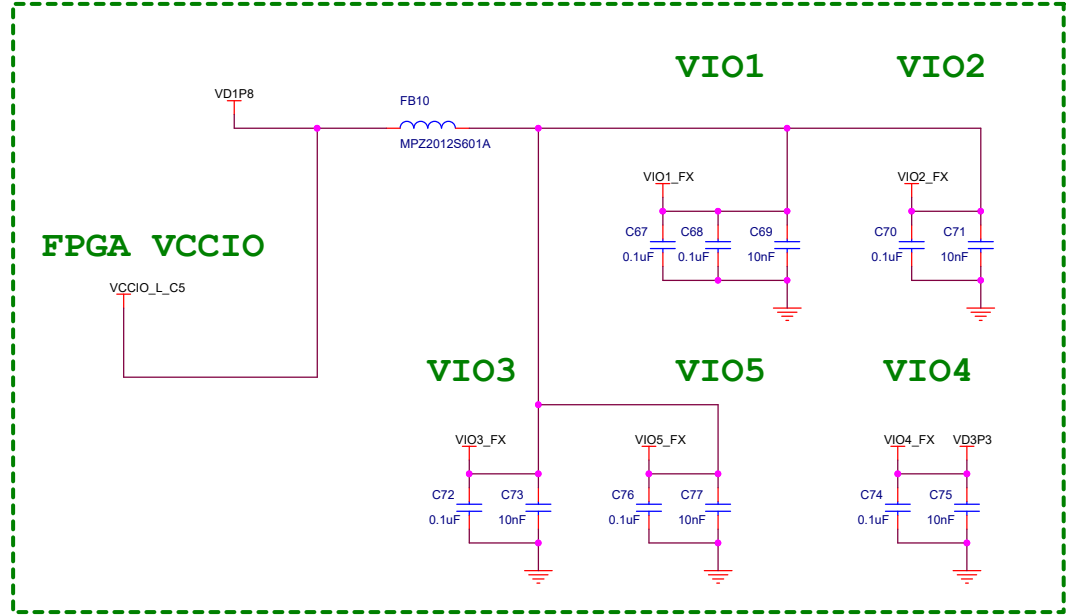 VIO1
VIO2
VD1P8
FB10
MPZ2012S601A
VIO1_FX
VIO2_FX
C67
C68
C69
C70
C71
0.1uF
0.1uF
10nF
0.1uF
10nF
FPGA VCCIO
VCCIO_L_C5
VIO3
VIO5
VIO4
VIO3_FX
VIO5_FX
VIO4_FX
VD3P3
C72
C73
C76
C77
C74
C75
0.1uF
10nF
0.1uF
10nF
0.1uF
10nF